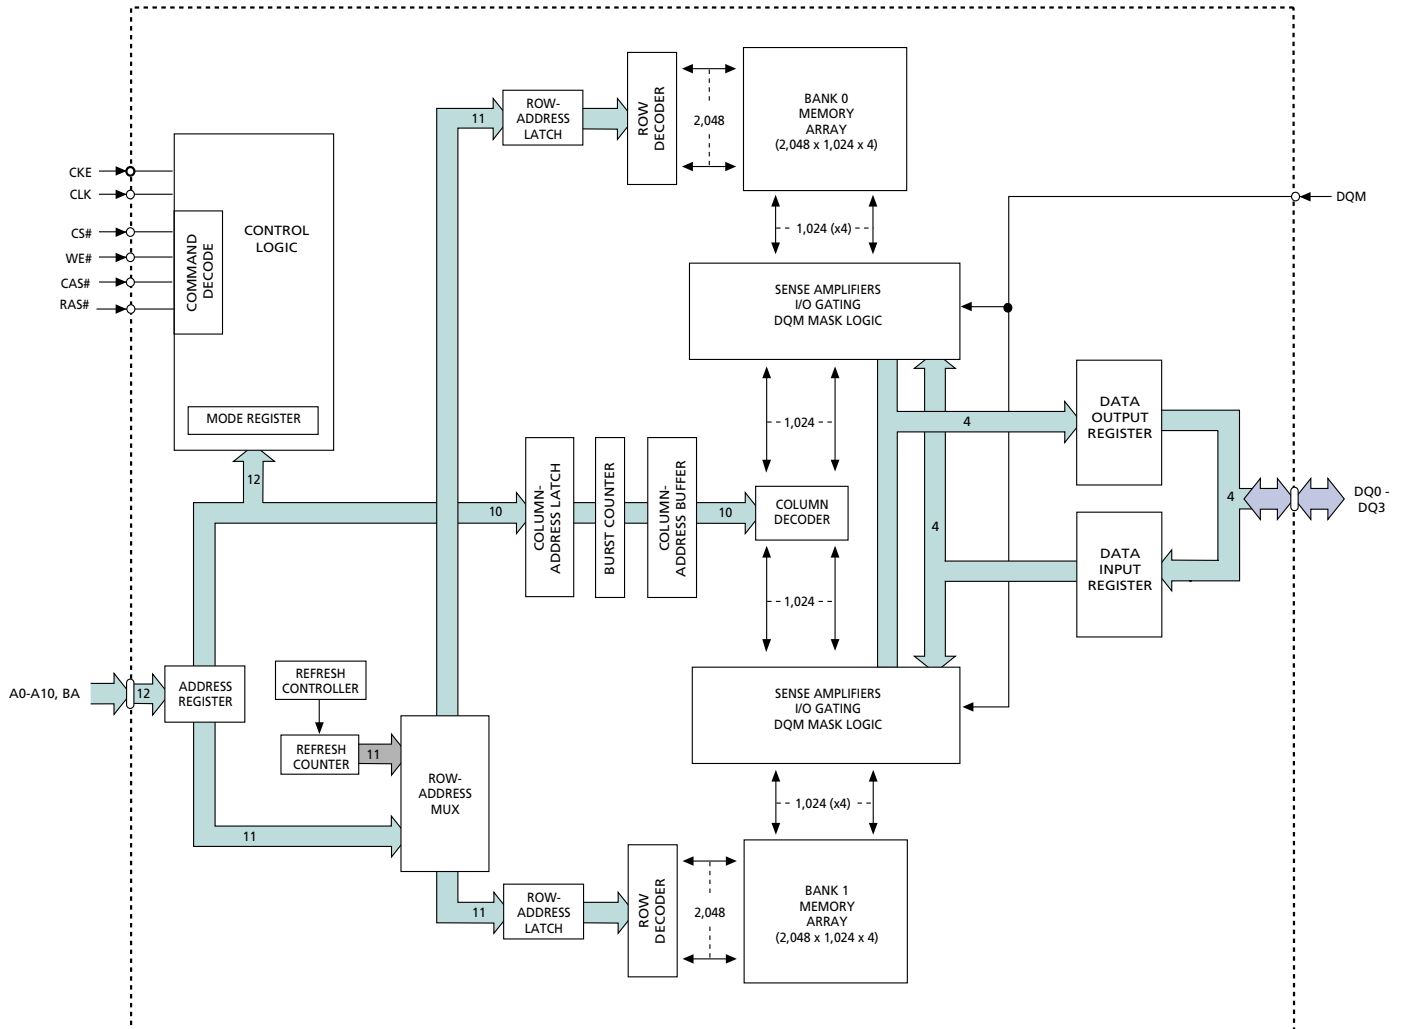 ROW-
ADDRESS
LATCH
11
ROW
DECODER
2,048
BANK 0
MEMORY
ARRAY
(2,048 x 1,024 x 4)
CKE
CLK
CS#
WE#
CAS#
RAS#
COMMAND
DECODE
CONTROL
LOGIC
MODE REGISTER
12
DQM
1,024 (x4)
SENSE AMPLIFIERS
I/O GATING
DQM MASK LOGIC
1,024
4
DATA
OUTPUT
REGISTER
10
COLUMN-
ADDRESS LATCH
BURST COUNTER
COLUMN-
ADDRESS BUFFER
10
COLUMN
DECODER
4
4
DQ0 -
DQ3
DATA
INPUT
REGISTER
1,024
A0-A10, BA
12
ADDRESS
REGISTER
REFRESH
CONTROLLER
REFRESH
COUNTER
11
ROW-
ADDRESS
MUX
11
SENSE AMPLIFIERS
I/O GATING
DQM MASK LOGIC
1,024 (x4)
11
ROW-
ADDRESS
LATCH
ROW
DECODER
2,048
BANK 1
MEMORY
ARRAY
(2,048 x 1,024 x 4)